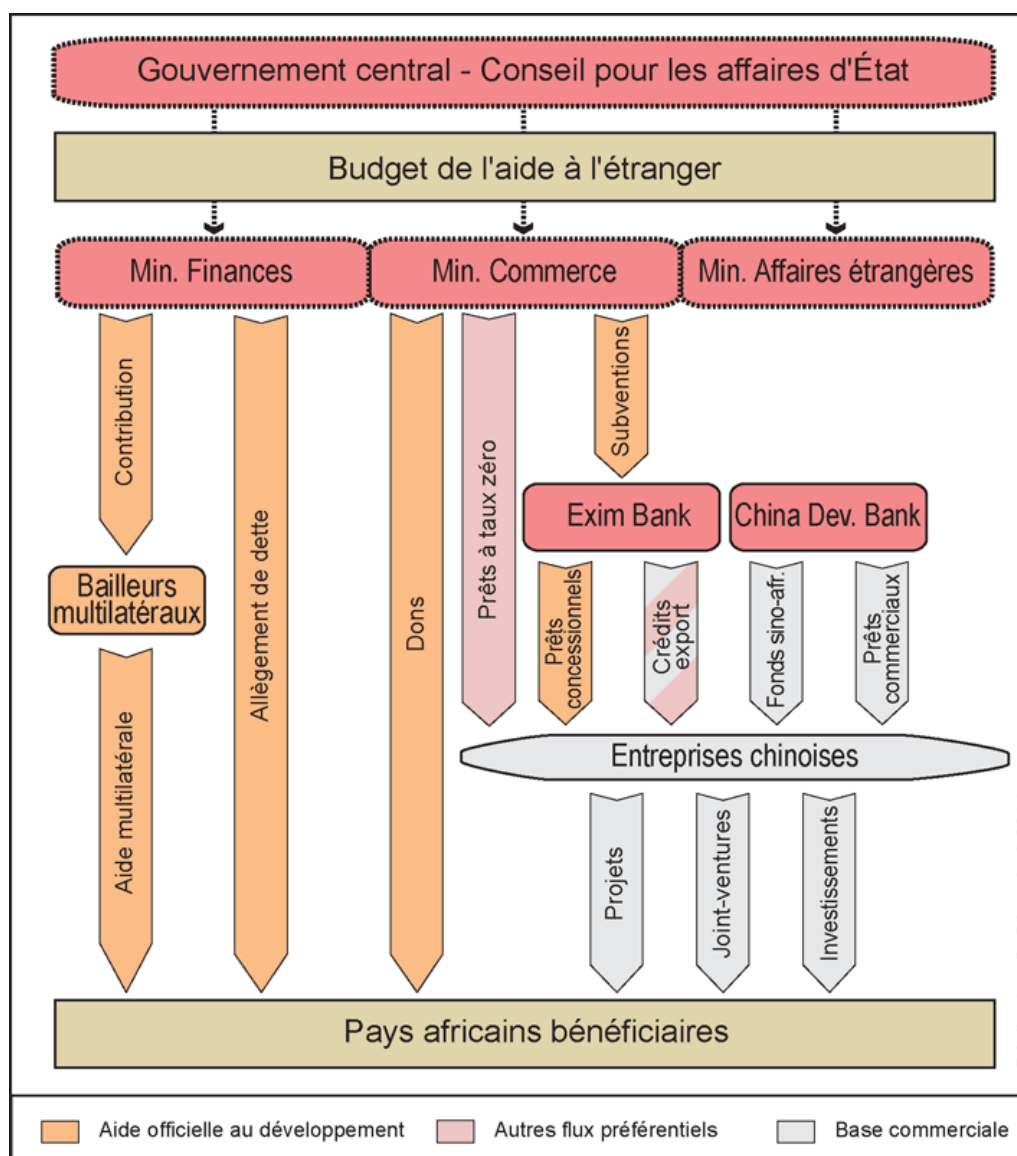 Gouvernement central - Conseil pour les affaires d'État
Budget de l'aide à l'étranger
Min. Finances
Min. Commerce
Min. Affaires étrangères
Contribution
Allègement de dette
Dons
Prêts à taux zéro
Subventions
Exim Bank
China Dev. Bank
Bailleurs
multilatéraux
Prêts
concessionnels
Crédits
export
Fonds sino-afr.
Prêts
commerciaux
Aide multilatérale
Entreprises chinoises
Projets
Joint-ventures
Investissements
Pays africains bénéficiaires
Aide officielle au développement
Autres flux préférentiels
Base commerciale